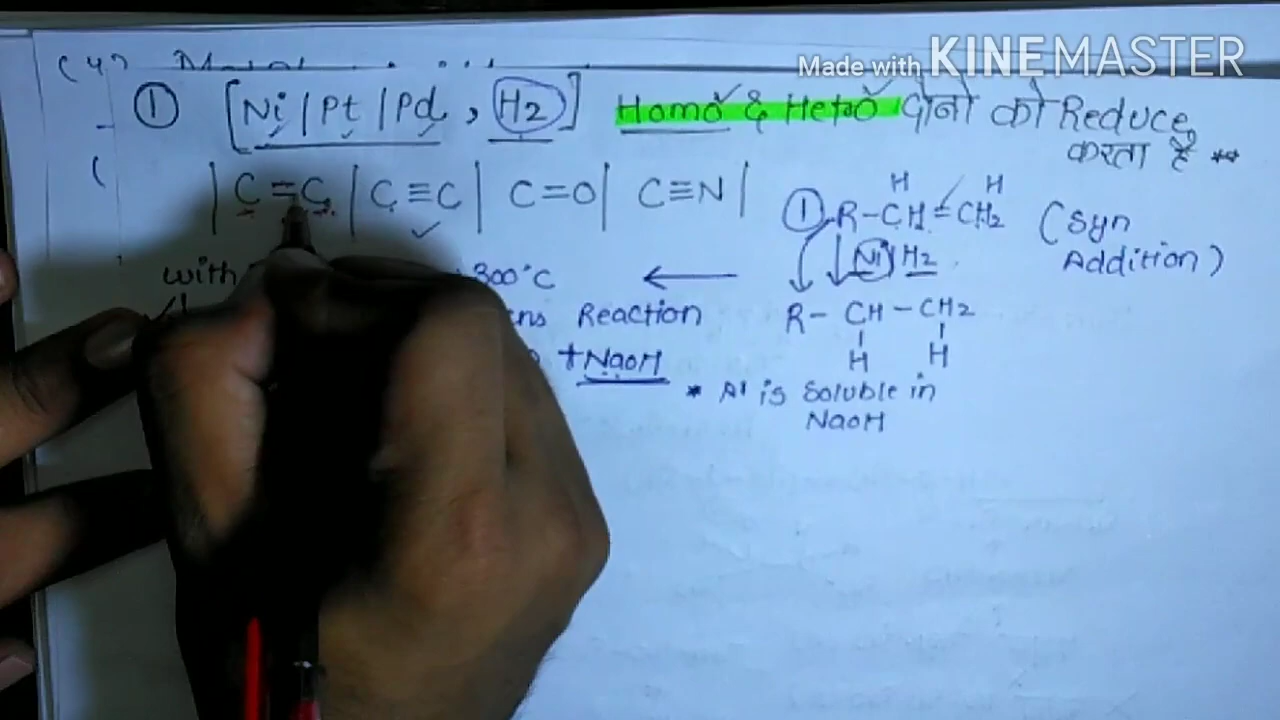 Made with KINEMASTER
(4)
① [Ni | Pt | Pd, H2] Homo & Hetro दोनो को Reduce
करता है **
| C=C | C≡C | C=O | C≡N |
① R-CH=CH2 (Syn
H H
Addition)
Ni/H2
with 300°C ←
R- CH - CH2
H H
Reaction
+NaOH
* Al is Soluble in
NaOH